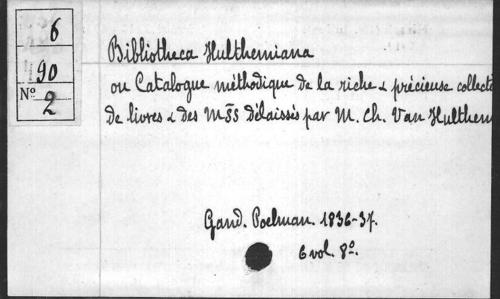 6
90
Nº 2
Bibliotheca Hulthemiana
ou Catalogue méthodique de la riche & précieuse collect
de livres & des MSS délaissés par M. Ch. Van Hulthem
Gand. Poelman. 1836-37.
6 vol. 8º.